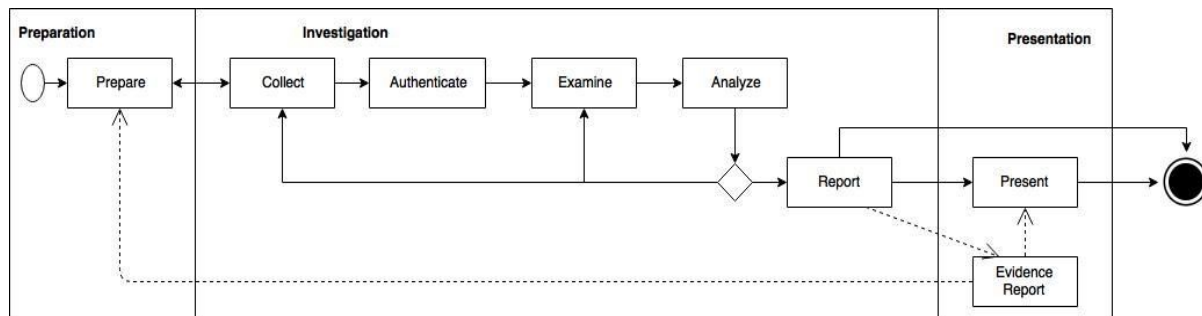 Preparation
Investigation
Presentation
Prepare
Collect
Authenticate
Examine
Analyze
Report
Present
Evidence
Report